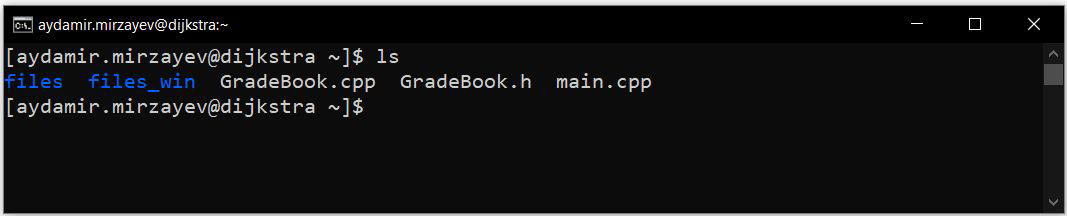 aydamir.mirzayev@dijkstra:~
[aydamir.mirzayev@dijkstra ~]$ ls
files  files_win  GradeBook.cpp  GradeBook.h  main.cpp
[aydamir.mirzayev@dijkstra ~]$